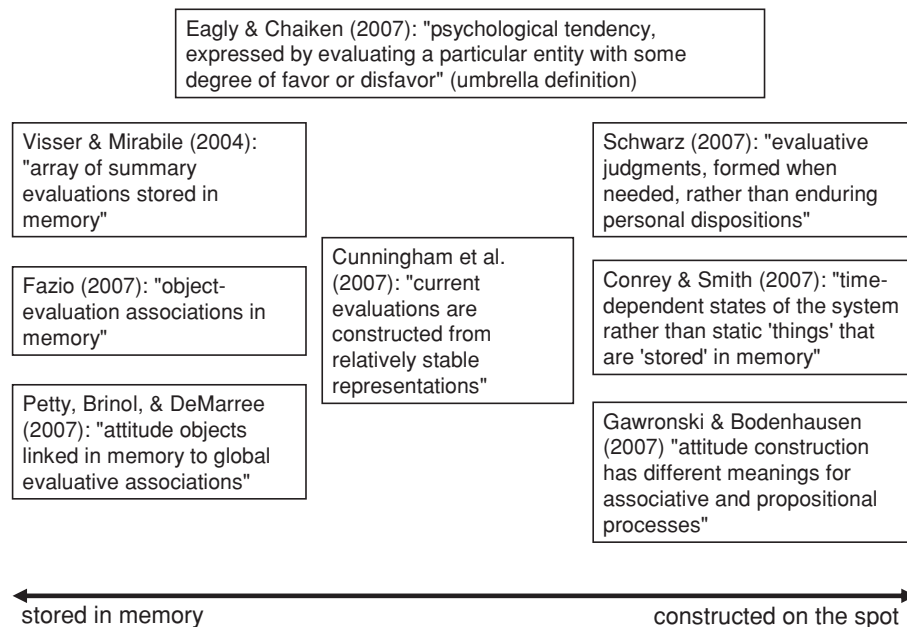 Eagly & Chaiken (2007): "psychological tendency,
expressed by evaluating a particular entity with some
degree of favor or disfavor" (umbrella definition)
Visser & Mirabile (2004):
"array of summary
evaluations stored in
memory"
Fazio (2007): "object-
evaluation associations in
memory"
Petty, Brinol, & DeMarree
(2007): "attitude objects
linked in memory to global
evaluative associations"
Cunningham et al.
(2007): "current
evaluations are
constructed from
relatively stable
representations"
Schwarz (2007): "evaluative
judgments, formed when
needed, rather than enduring
personal dispositions"
Conrey & Smith (2007): "time-
dependent states of the system
rather than static 'things' that
are 'stored' in memory"
Gawronski & Bodenhausen
(2007) "attitude construction
has different meanings for
associative and propositional
processes"
stored in memory
constructed on the spot